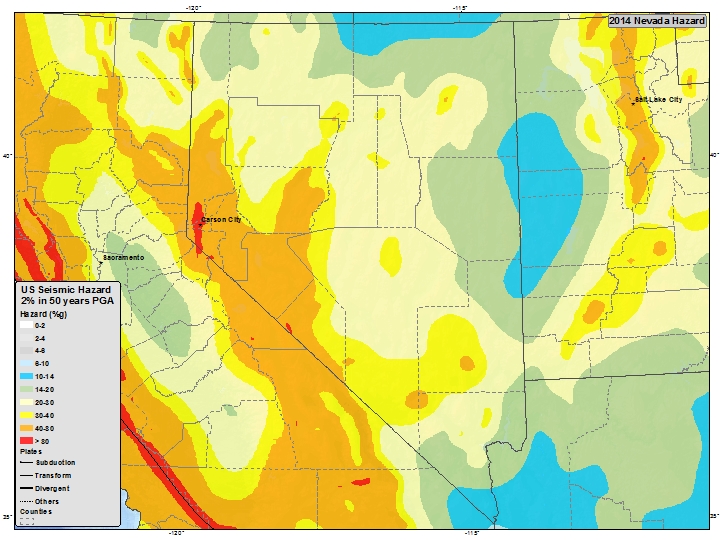 -120°
-115°
2014 Nevada Hazard
Salt Lake City
40°
40°
Carson City
Sacramento
US Seismic Hazard
2% in 50 years PGA
Hazard (%g)
0-2
2-4
4-6
6-10
10-14
14-20
20-30
30-40
40-80
> 80
Plates
Subduction
Transform
Divergent
Others
Counties
35°
35°
-120°
-115°